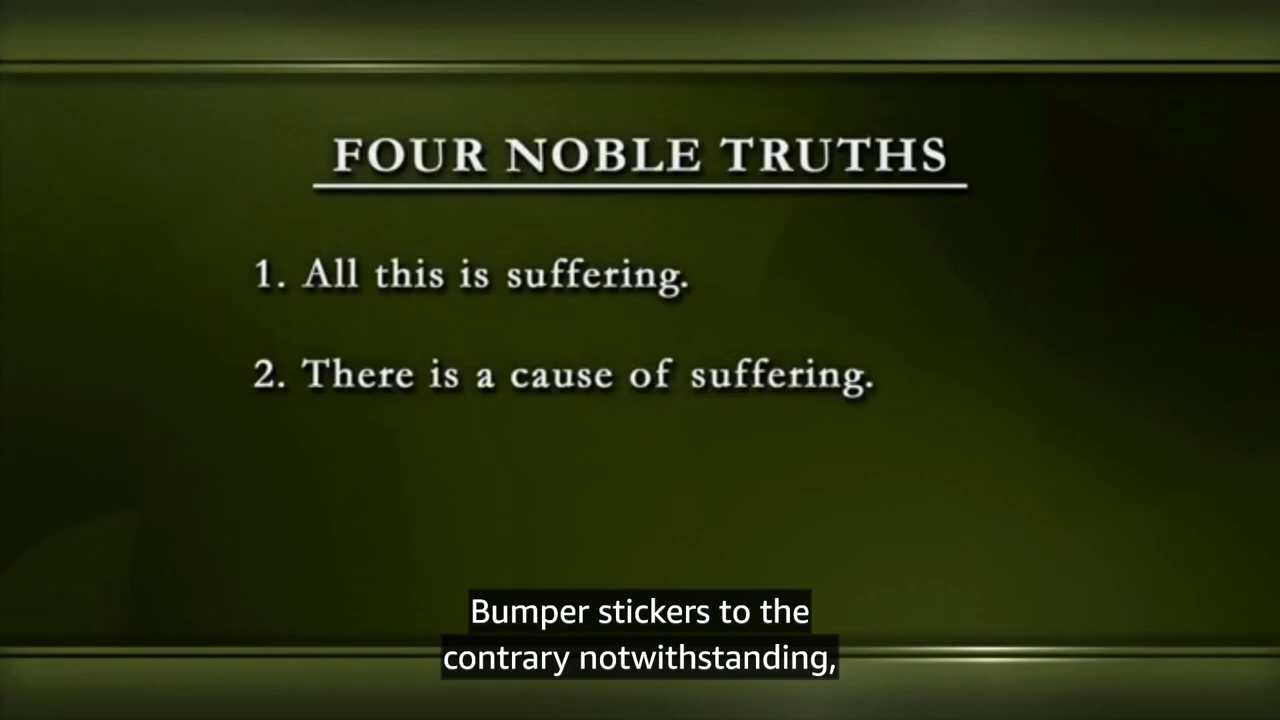 FOUR NOBLE TRUTHS
1. All this is suffering.
2. There is a cause of suffering.
Bumper stickers to the
contrary notwithstanding,